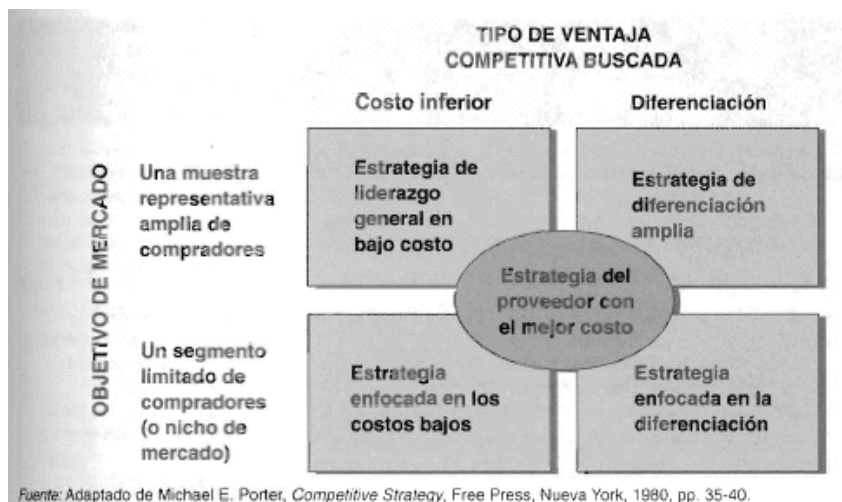 TIPO DE VENTAJA
COMPETITIVA BUSCADA
Costo inferior
Diferenciación
OBJETIVO DE MERCADO
Una muestra
representativa
amplia de
compradores
Estrategia de
liderazgo
general en
bajo costo
Estrategia de
diferenciación
amplia
Estrategia del
proveedor con
el mejor costo
Un segmento
limitado de
compradores
(o nicho de
mercado)
Estrategia
enfocada en los
costos bajos
Estrategia
enfocada en la
diferenciación
Fuente: Adaptado de Michael E. Porter, Competitive Strategy, Free Press, Nueva York, 1980, pp. 35-40.